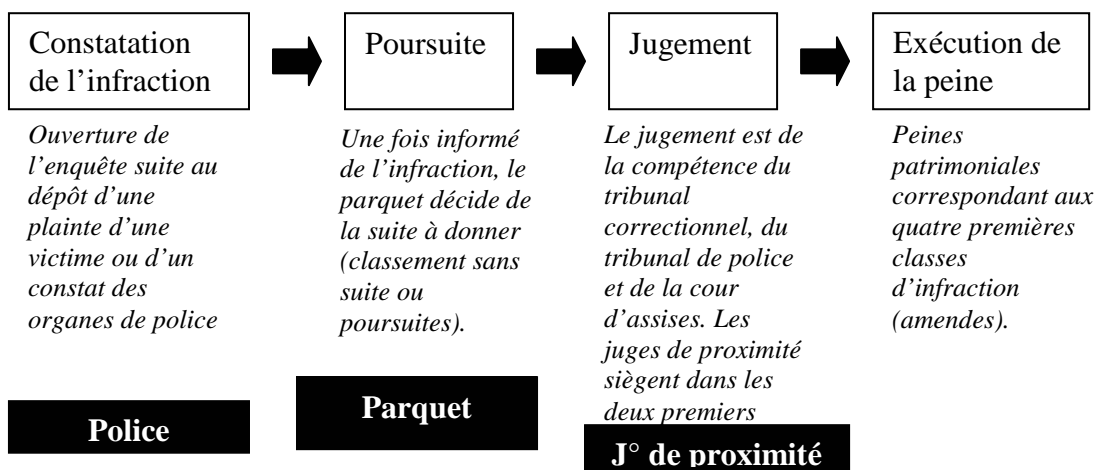 Constatation
de l’infraction
Poursuite
Jugement
Exécution de
la peine
Ouverture de
l’enquête suite au
dépôt d’une
plainte d’une
victime ou d’un
constat des
organes de police
Une fois informé
de l’infraction, le
parquet décide de
la suite à donner
(classement sans
suite ou
poursuites).
Le jugement est de
la compétence du
tribunal
correctionnel, du
tribunal de police
et de la cour
d’assises. Les
juges de proximité
siègent dans les
deux premiers
Peines
patrimoniales
correspondant aux
quatre premières
classes
d’infraction
(amendes).
Police
Parquet
J° de proximité